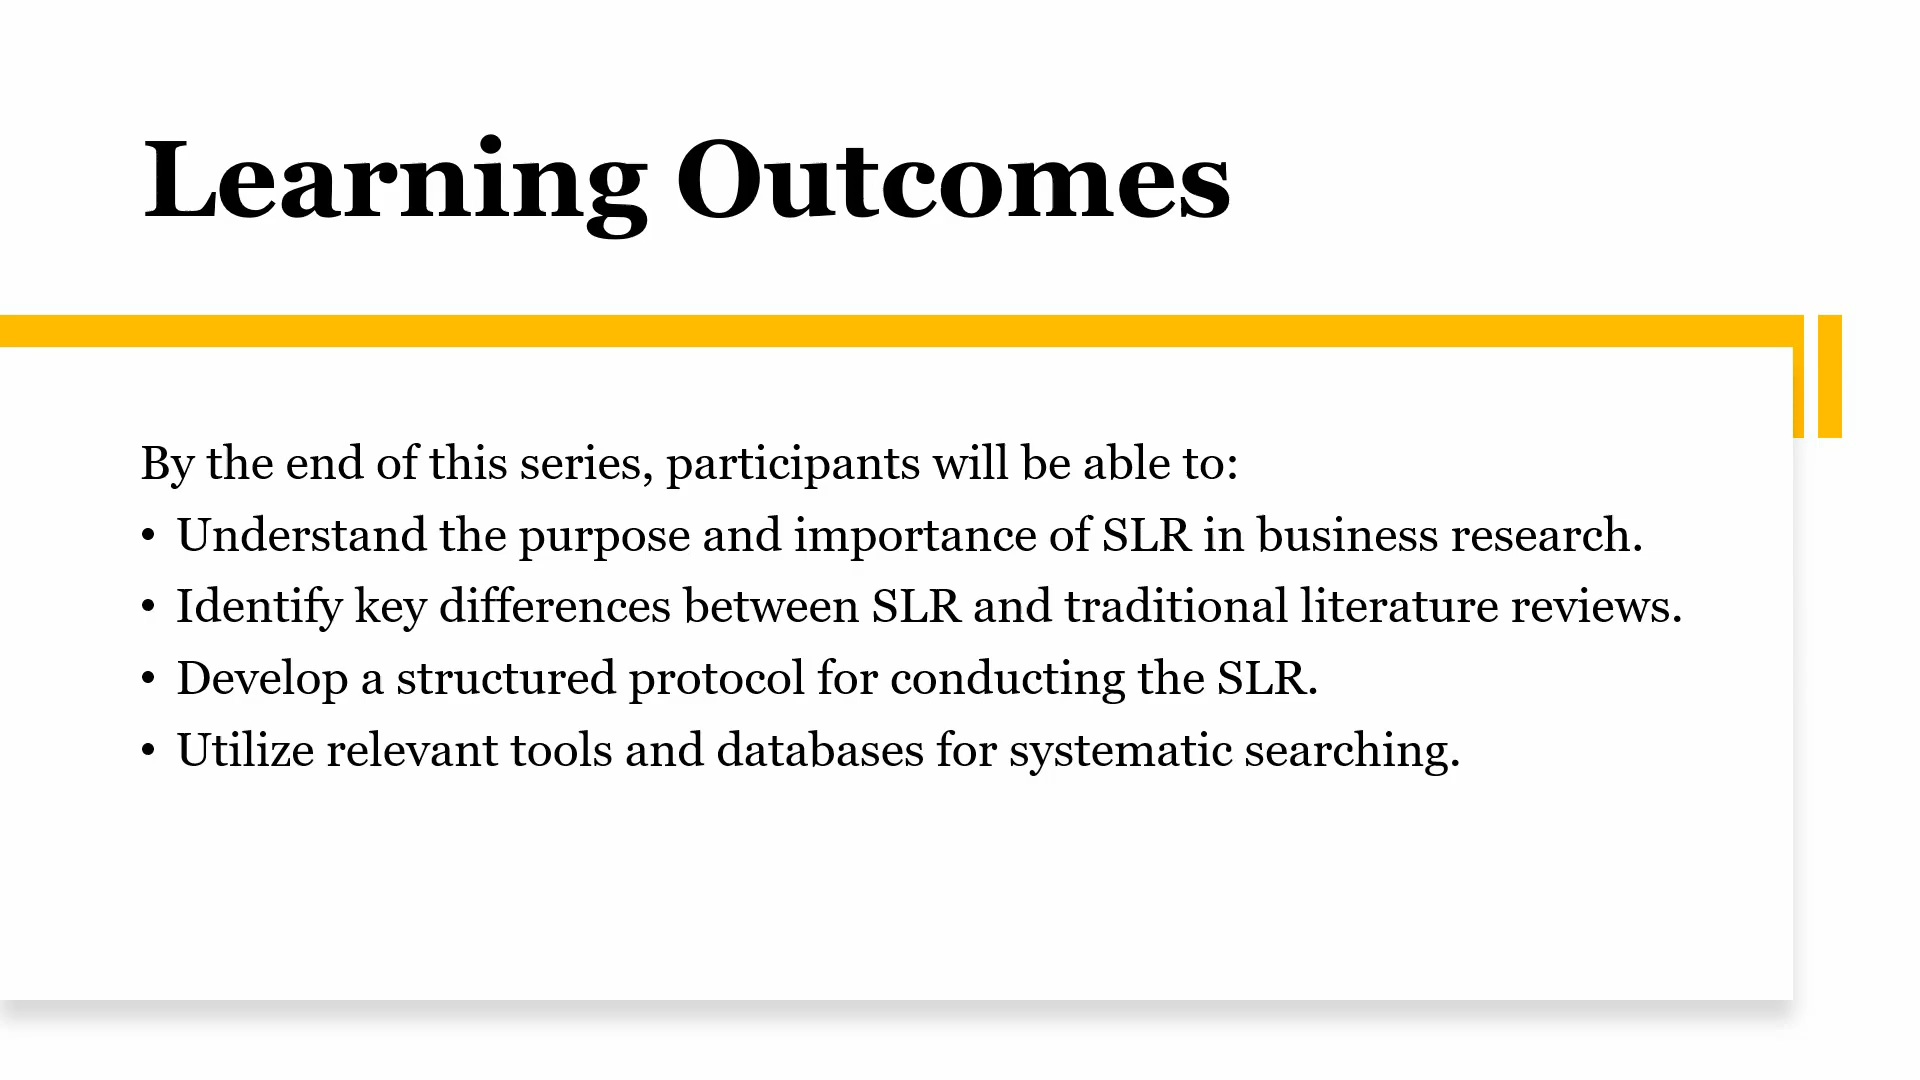 Learning Outcomes
By the end of this series, participants will be able to:
• Understand the purpose and importance of SLR in business research.
• Identify key differences between SLR and traditional literature reviews.
• Develop a structured protocol for conducting the SLR.
• Utilize relevant tools and databases for systematic searching.